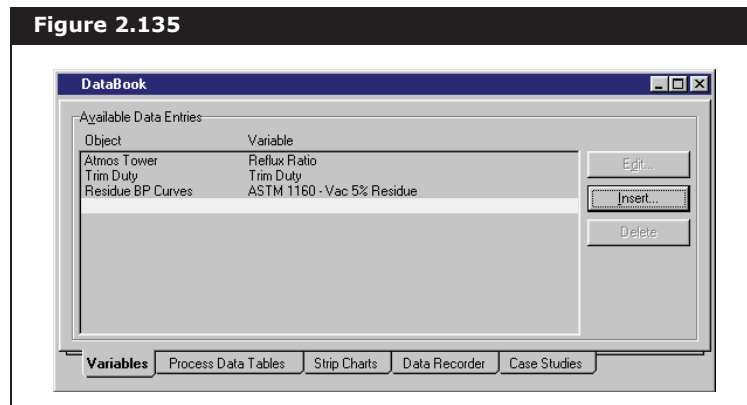 Figure 2.135
DataBook
Available Data Entries
Object Variable
Atmos Tower Reflux Ratio
Trim Duty Trim Duty
Residue BP Curves ASTM 1160 - Vac 5% Residue
Edit...
Insert...
Delete
Variables Process Data Tables Strip Charts Data Recorder Case Studies